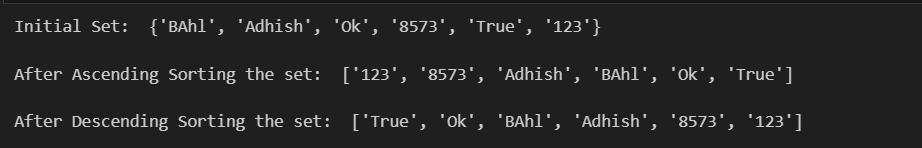 Initial Set:  {'BAhl', 'Adhish', 'Ok', '8573', 'True', '123'}
After Ascending Sorting the set:  ['123', '8573', 'Adhish', 'BAhl', 'Ok', 'True']
After Descending Sorting the set:  ['True', 'Ok', 'BAhl', 'Adhish', '8573', '123']